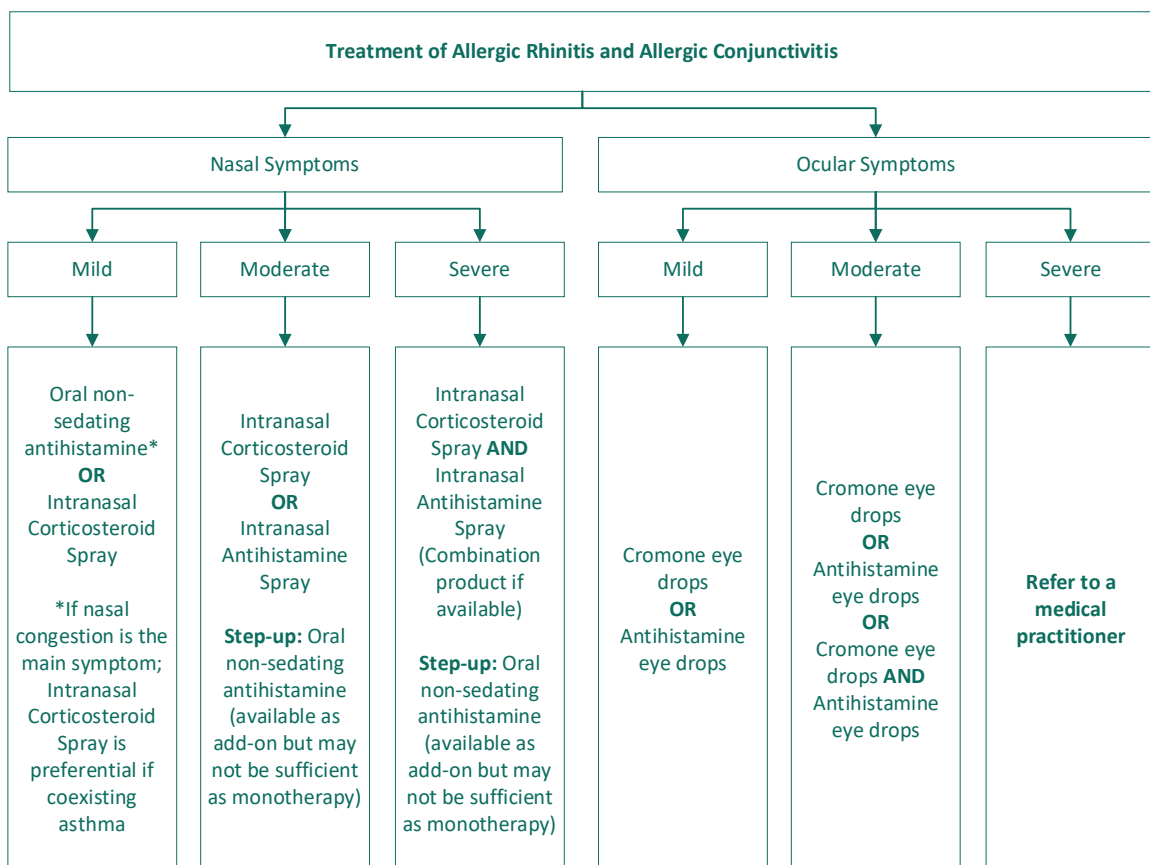 Treatment of Allergic Rhinitis and Allergic Conjunctivitis
Nasal Symptoms
Ocular Symptoms
Mild
Moderate
Severe
Mild
Moderate
Severe
Oral non-
sedating
antihistamine*
OR
Intranasal
Corticosteroid
Spray
*If nasal
congestion is the
main symptom;
Intranasal
Corticosteroid
Spray is
preferential if
coexisting
asthma
Intranasal
Corticosteroid
Spray
OR
Intranasal
Antihistamine
Spray
Step-up: Oral
non-sedating
antihistamine
(available as
add-on but may
not be sufficient
as monotherapy)
Intranasal
Corticosteroid
Spray AND
Intranasal
Antihistamine
Spray
(Combination
product if
available)
Step-up: Oral
non-sedating
antihistamine
(available as
add-on but may
not be sufficient
as monotherapy)
Cromone eye
drops
OR
Antihistamine
eye drops
Cromone eye
drops
OR
Antihistamine
eye drops
OR
Cromone eye
drops AND
Antihistamine
eye drops
Refer to a
medical
practitioner